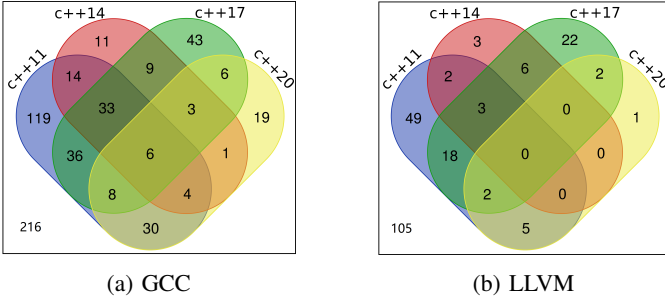 c++14 c++17
c++11 c++20
11 43
14 9 6
119 33 3 19
36 6 1
8 4
216 30
(a) GCC
c++14 c++17
c++11 c++20
3 22
2 6 2
49 3 0 1
18 0 0
2 0
105 5
(b) LLVM